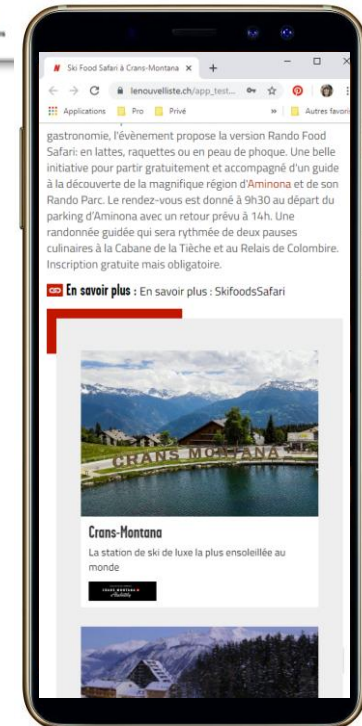 Ski Food Safari à Crans-Montana
lenouvelliste.ch/app_test...
Applications Pro Privé » Autres favoris
gastronomie, l'évènement propose la version Rando Food
Safari: en lattes, raquettes ou en peau de phoque. Une belle
initiative pour partir gratuitement et accompagné d'un guide
à la découverte de la magnifique région d'Aminona et de son
Rando Parc. Le rendez-vous est donné à 9h30 au départ du
parking d'Aminona avec un retour prévu à 14h. Une
randonnée guidée qui sera rythmée de deux pauses
culinaires à la Cabane de la Tièche et au Relais de Colombire.
Inscription gratuite mais obligatoire.
En savoir plus : En savoir plus : SkifoodsSafari
CRANS MONTANA
Crans-Montana
La station de ski de luxe la plus ensoleillée au
monde
CRANS MONTANA